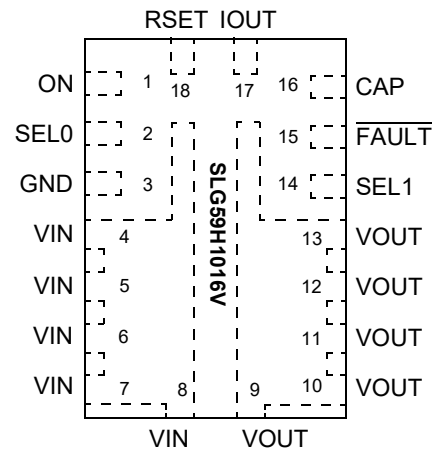 RSET IOUT
ON 1 18 17 16 CAP
SEL0 2 15 FAULT
GND 3 14 SEL1
VIN 4 13 VOUT
VIN 5 12 VOUT
VIN 6 11 VOUT
VIN 7 8 9 10 VOUT
VIN VOUT
SLG59H1016V